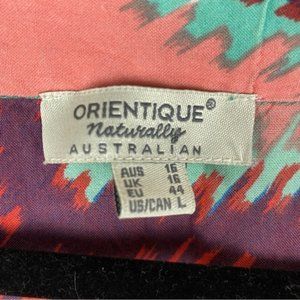 ORIENTIQUE®
Naturally
AUSTRALIAN
AUS 16
UK 16
EU 44
US/CAN L